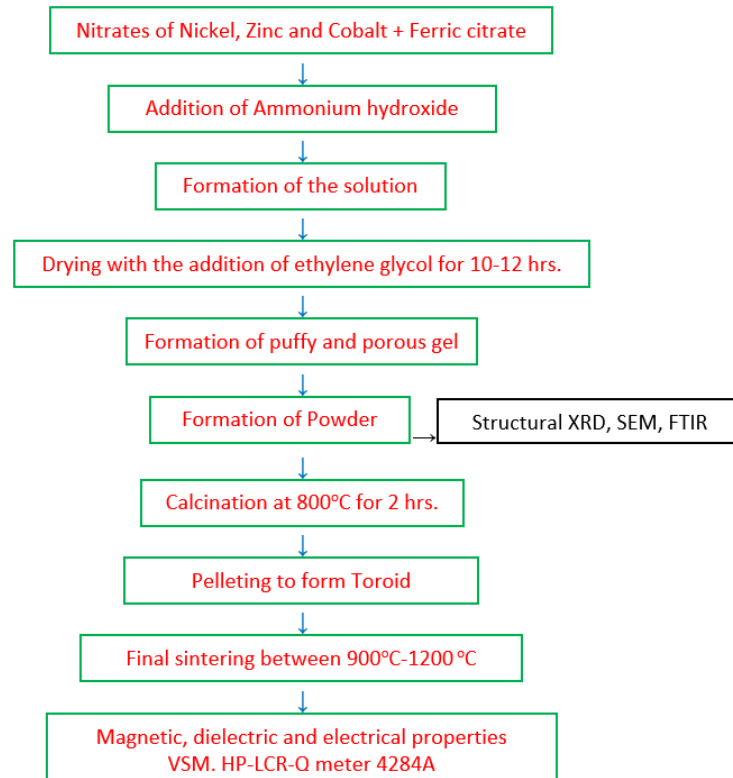 Nitrates of Nickel, Zinc and Cobalt + Ferric citrate
Addition of Ammonium hydroxide
Formation of the solution
Drying with the addition of ethylene glycol for 10-12 hrs.
Formation of puffy and porous gel
Formation of Powder
Structural XRD, SEM, FTIR
Calcination at 800°C for 2 hrs.
Pelleting to form Toroid
Final sintering between 900°C-1200 °C
Magnetic, dielectric and electrical properties
VSM. HP-LCR-Q meter 4284A